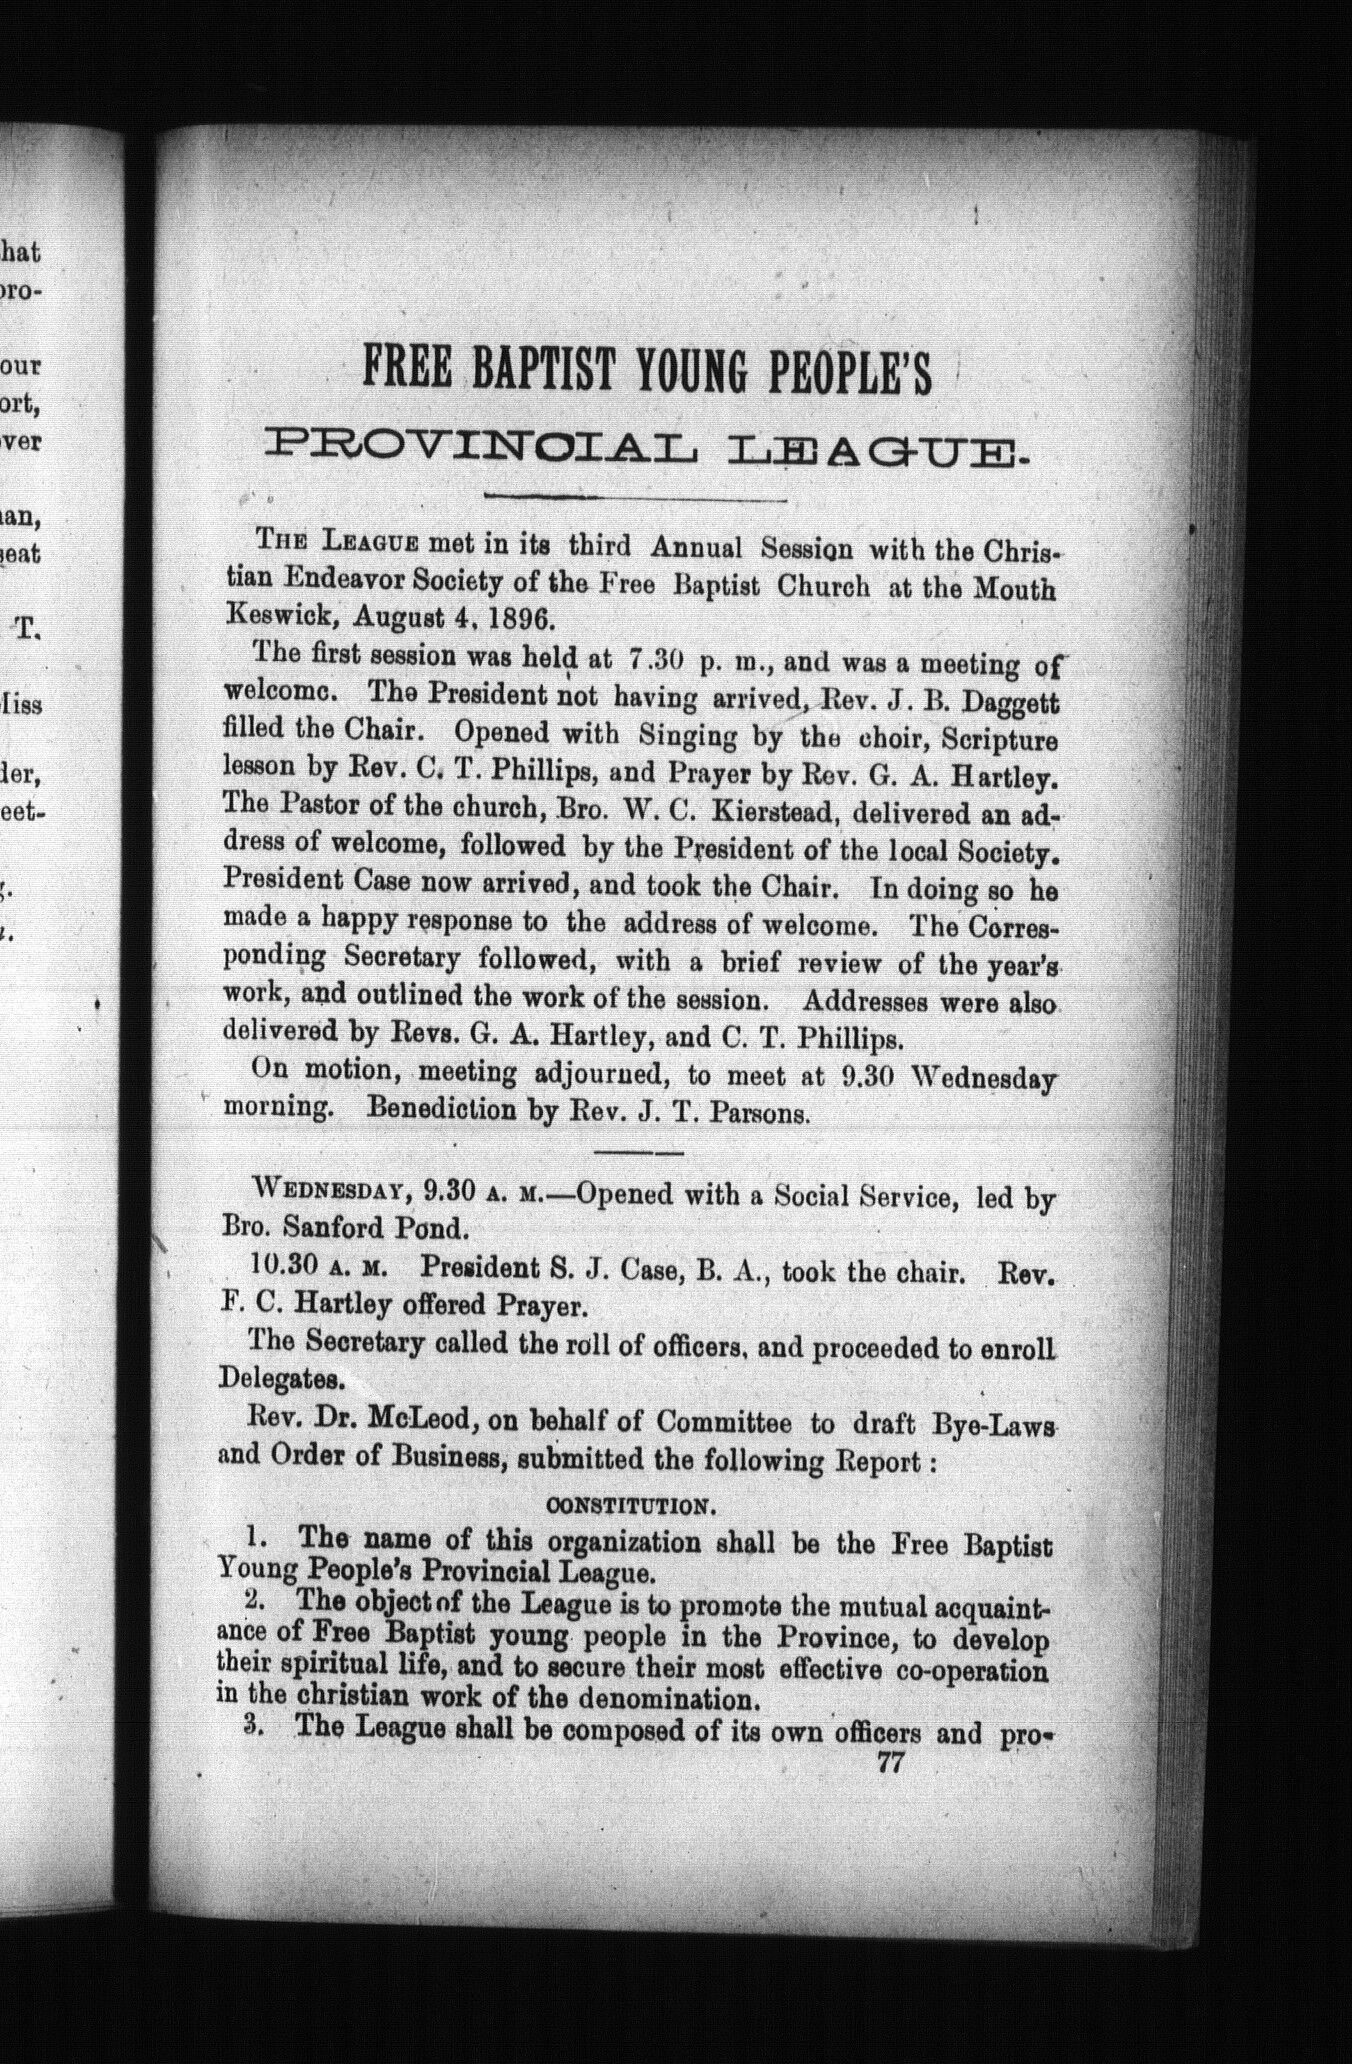 hat
pro-
our
ort,
ver
an,
seat
T.
Miss
der,
eet-
g.
FREE BAPTIST YOUNG PEOPLE'S
PROVINCIAL LEAGUE.
THE LEAGUE met in its third Annual Session with the Chris-
tian Endeavor Society of the Free Baptist Church at the Mouth
Keswick, August 4, 1896.
The first session was held at 7.30 p. m., and was a meeting of
welcome. The President not having arrived, Rev. J. B. Daggett
filled the Chair. Opened with Singing by the choir, Scripture
lesson by Rev. C. T. Phillips, and Prayer by Rev. G. A. Hartley.
The Pastor of the church, Bro. W. C. Kierstead, delivered an ad-
dress of welcome, followed by the President of the local Society.
President Case now arrived, and took the Chair. In doing so he
made a happy response to the address of welcome. The Corres-
ponding Secretary followed, with a brief review of the year's
work, and outlined the work of the session. Addresses were also
delivered by Revs. G. A. Hartley, and C. T. Phillips.
On motion, meeting adjourned, to meet at 9.30 Wednesday
morning. Benediction by Rev. J. T. Parsons.
WEDNESDAY, 9.30 A. M.—Opened with a Social Service, led by
Bro. Sanford Pond.
10.30 A. M. President S. J. Case, B. A., took the chair. Rev.
F. C. Hartley offered Prayer.
The Secretary called the roll of officers, and proceeded to enroll
Delegates.
Rev. Dr. McLeod, on behalf of Committee to draft Bye-Laws
and Order of Business, submitted the following Report :
CONSTITUTION.
1. The name of this organization shall be the Free Baptist
Young People's Provincial League.
2. The object of the League is to promote the mutual acquaint-
ance of Free Baptist young people in the Province, to develop
their spiritual life, and to secure their most effective co-operation
in the christian work of the denomination.
3. The League shall be composed of its own officers and pro-
77